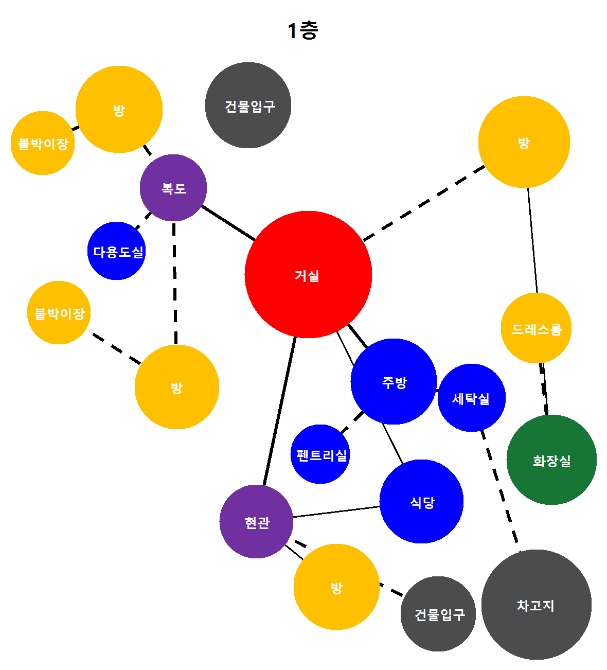 1층
방
건물입구
불박이장
방
복도
다용도실
거실
불박이장
드레스룸
방
주방
세탁실
펜트리실
화장실
식당
현관
방
건물입구
차고지